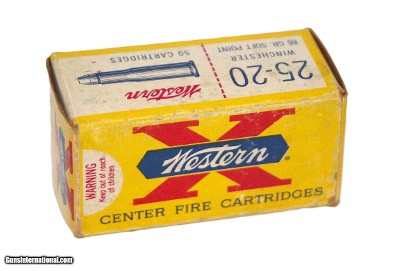 25-20
WINCHESTER
86 GR. SOFT POINT
Western
50 CARTRIDGES
X
Western
®
WARNING
Keep out of reach
of children.
CENTER FIRE CARTRIDGES
GunsInternational.com